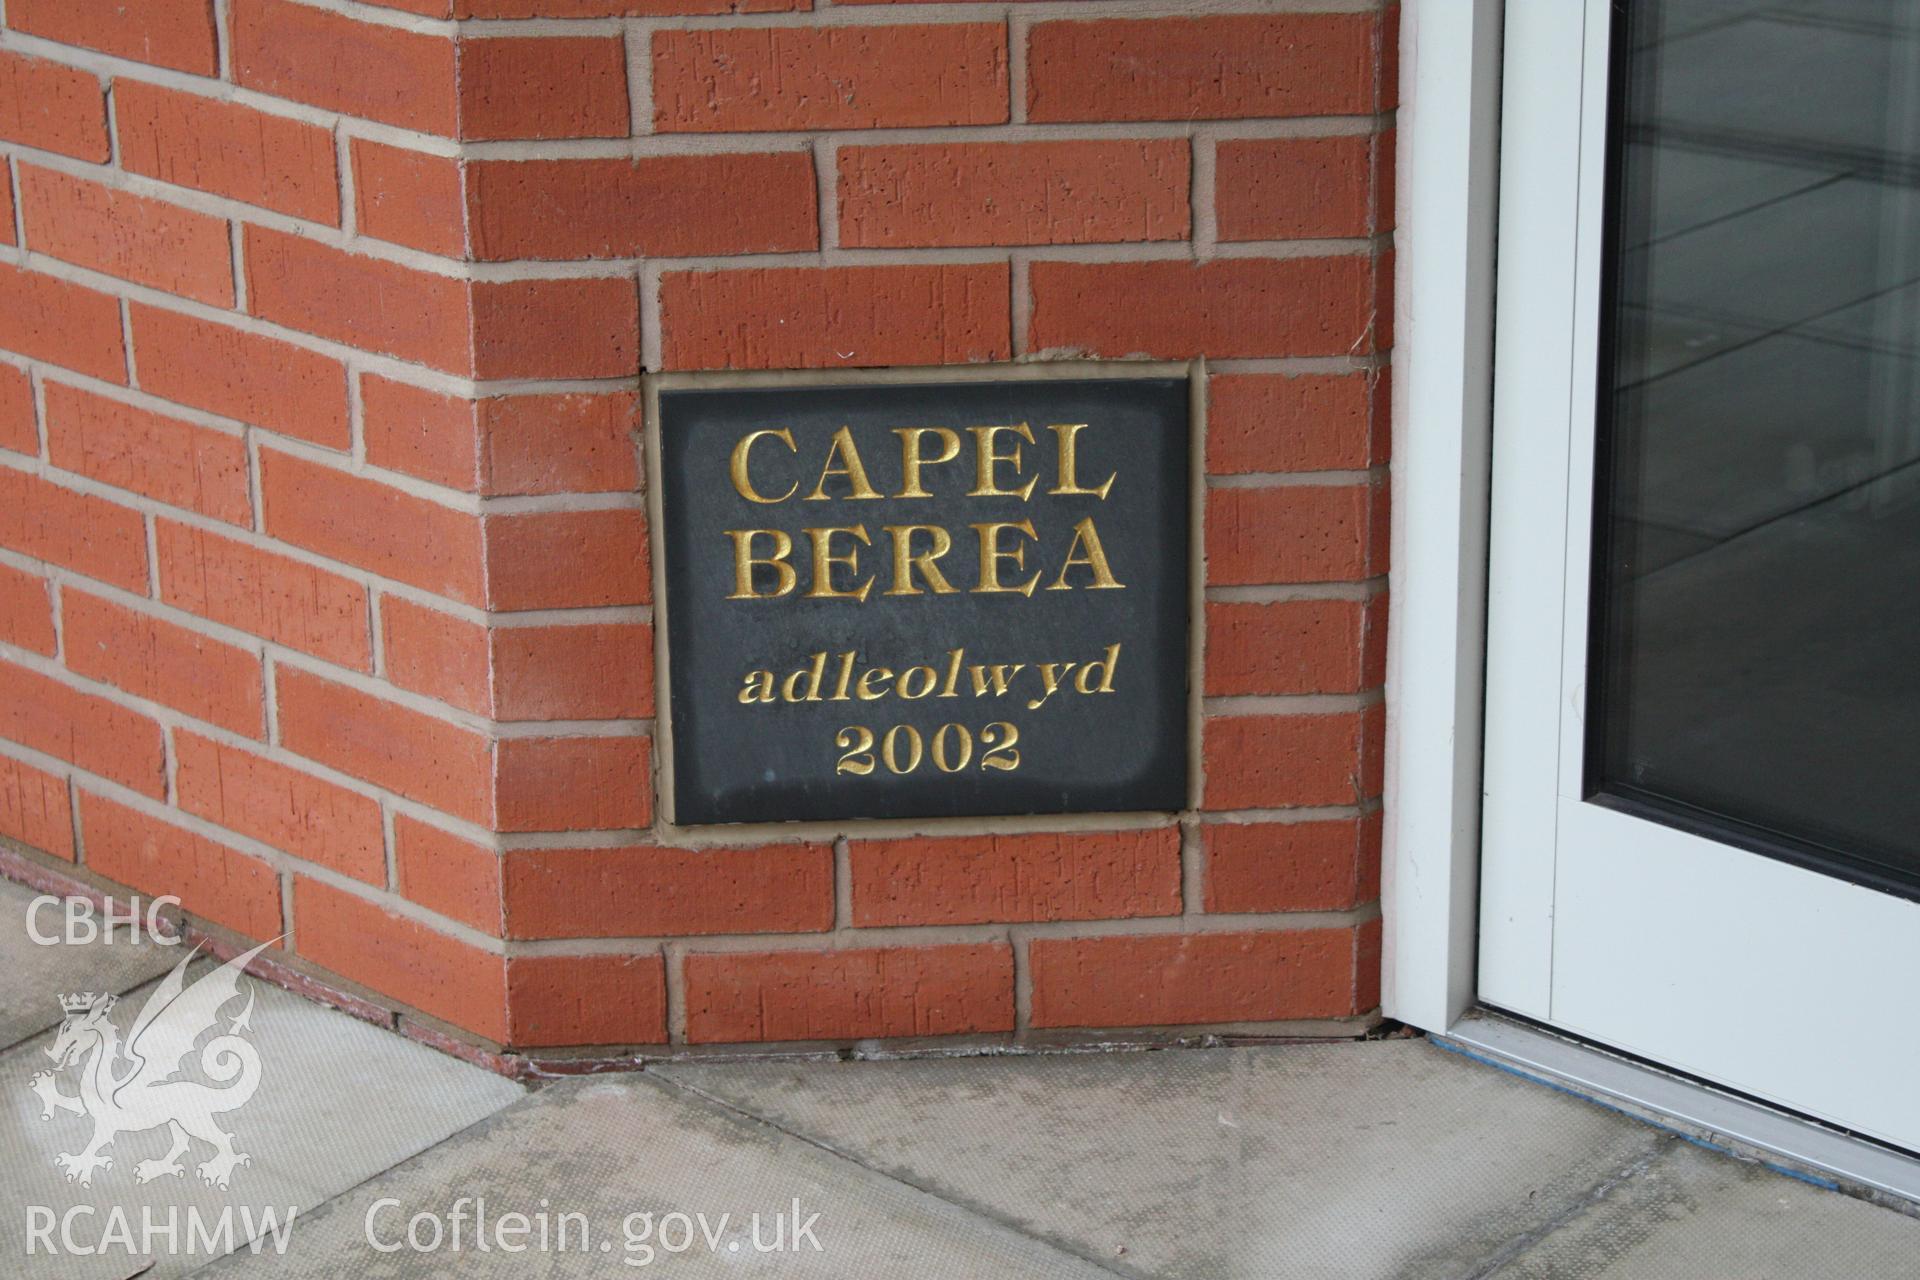 CAPEL
BEREA
adleolwyd
2002
CBHC
RCAHMW
Coflein.gov.uk